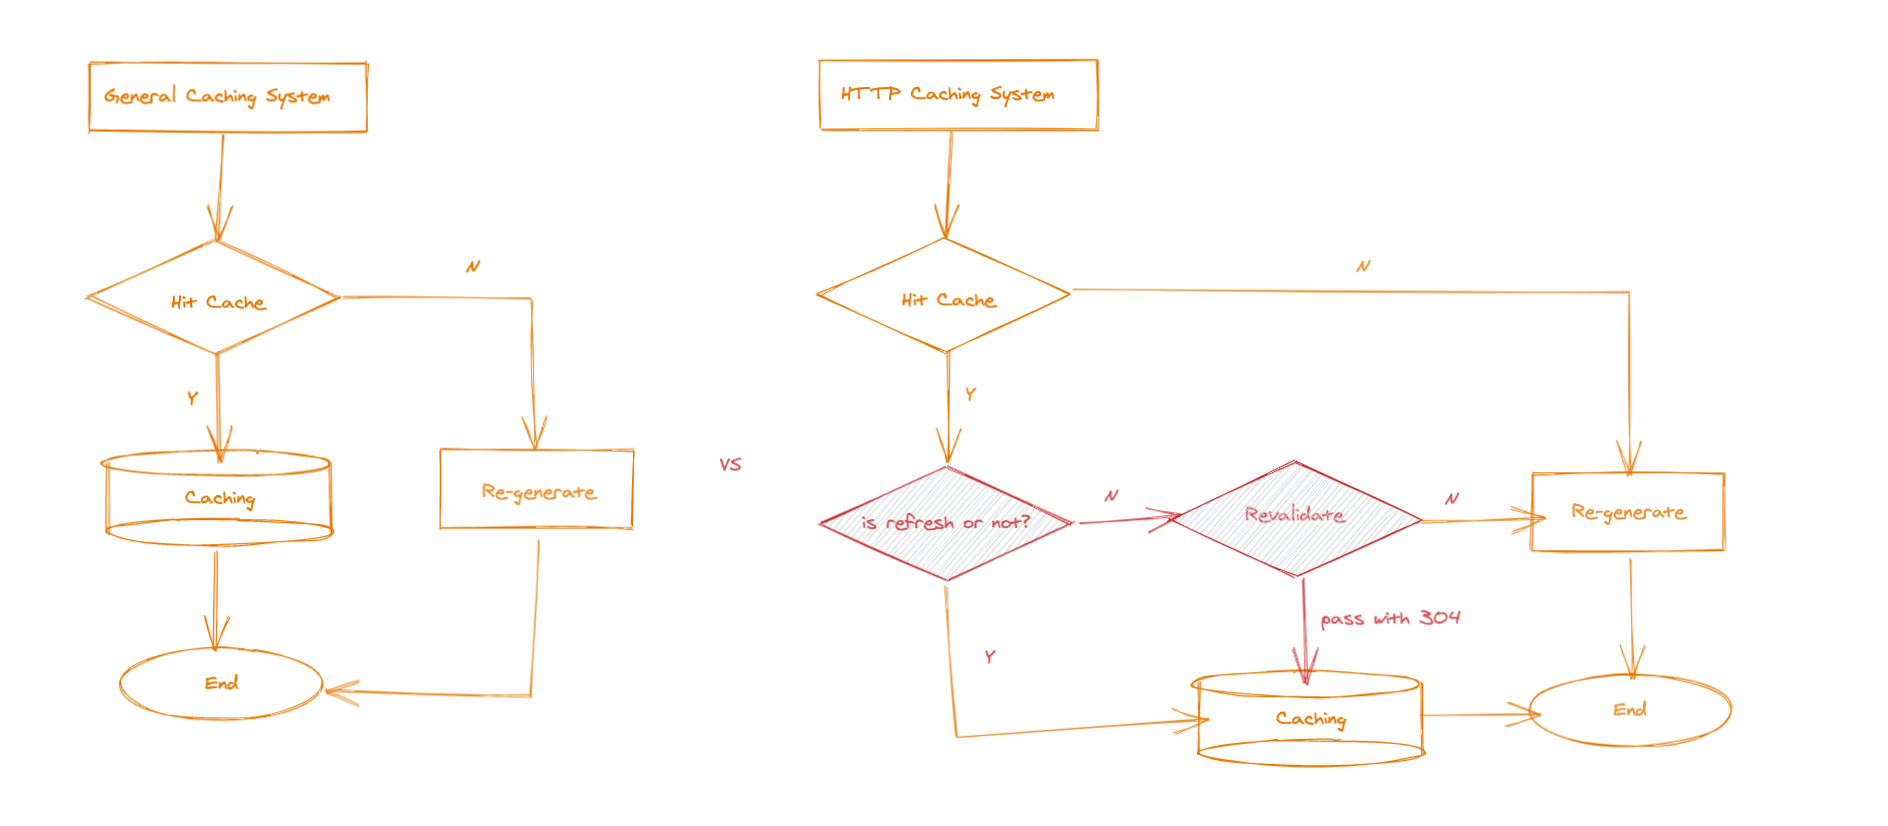 General Caching System
Hit Cache
N
Y
Caching
Re-generate
End
VS
HTTP Caching System
Hit Cache
N
Y
is refresh or not?
N
Revalidate
N
Re-generate
pass with 304
Y
Caching
End